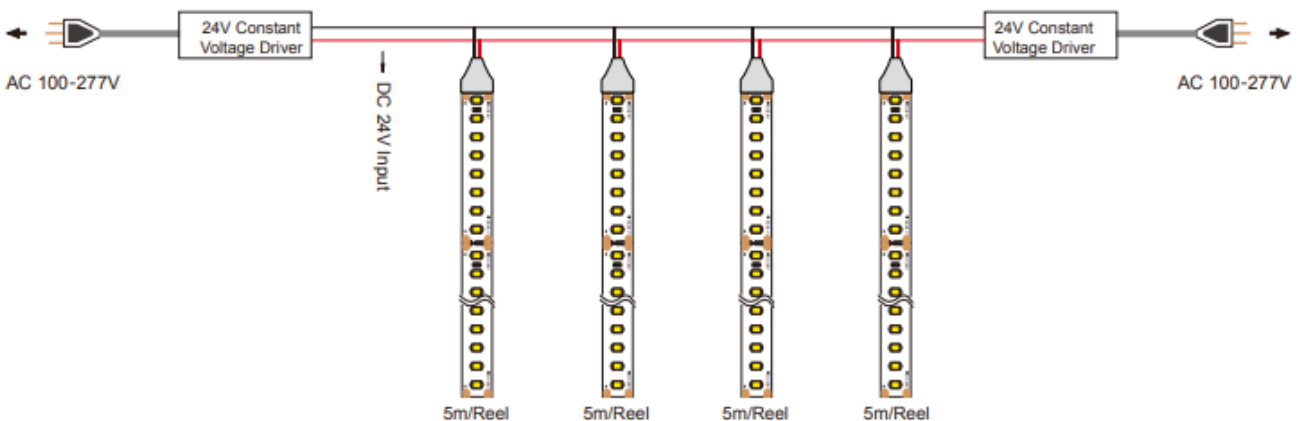 24V Constant
Voltage Driver
24V Constant
Voltage Driver
AC 100-277V
AC 100-277V
DC 24V Input
5m/Reel
5m/Reel
5m/Reel
5m/Reel